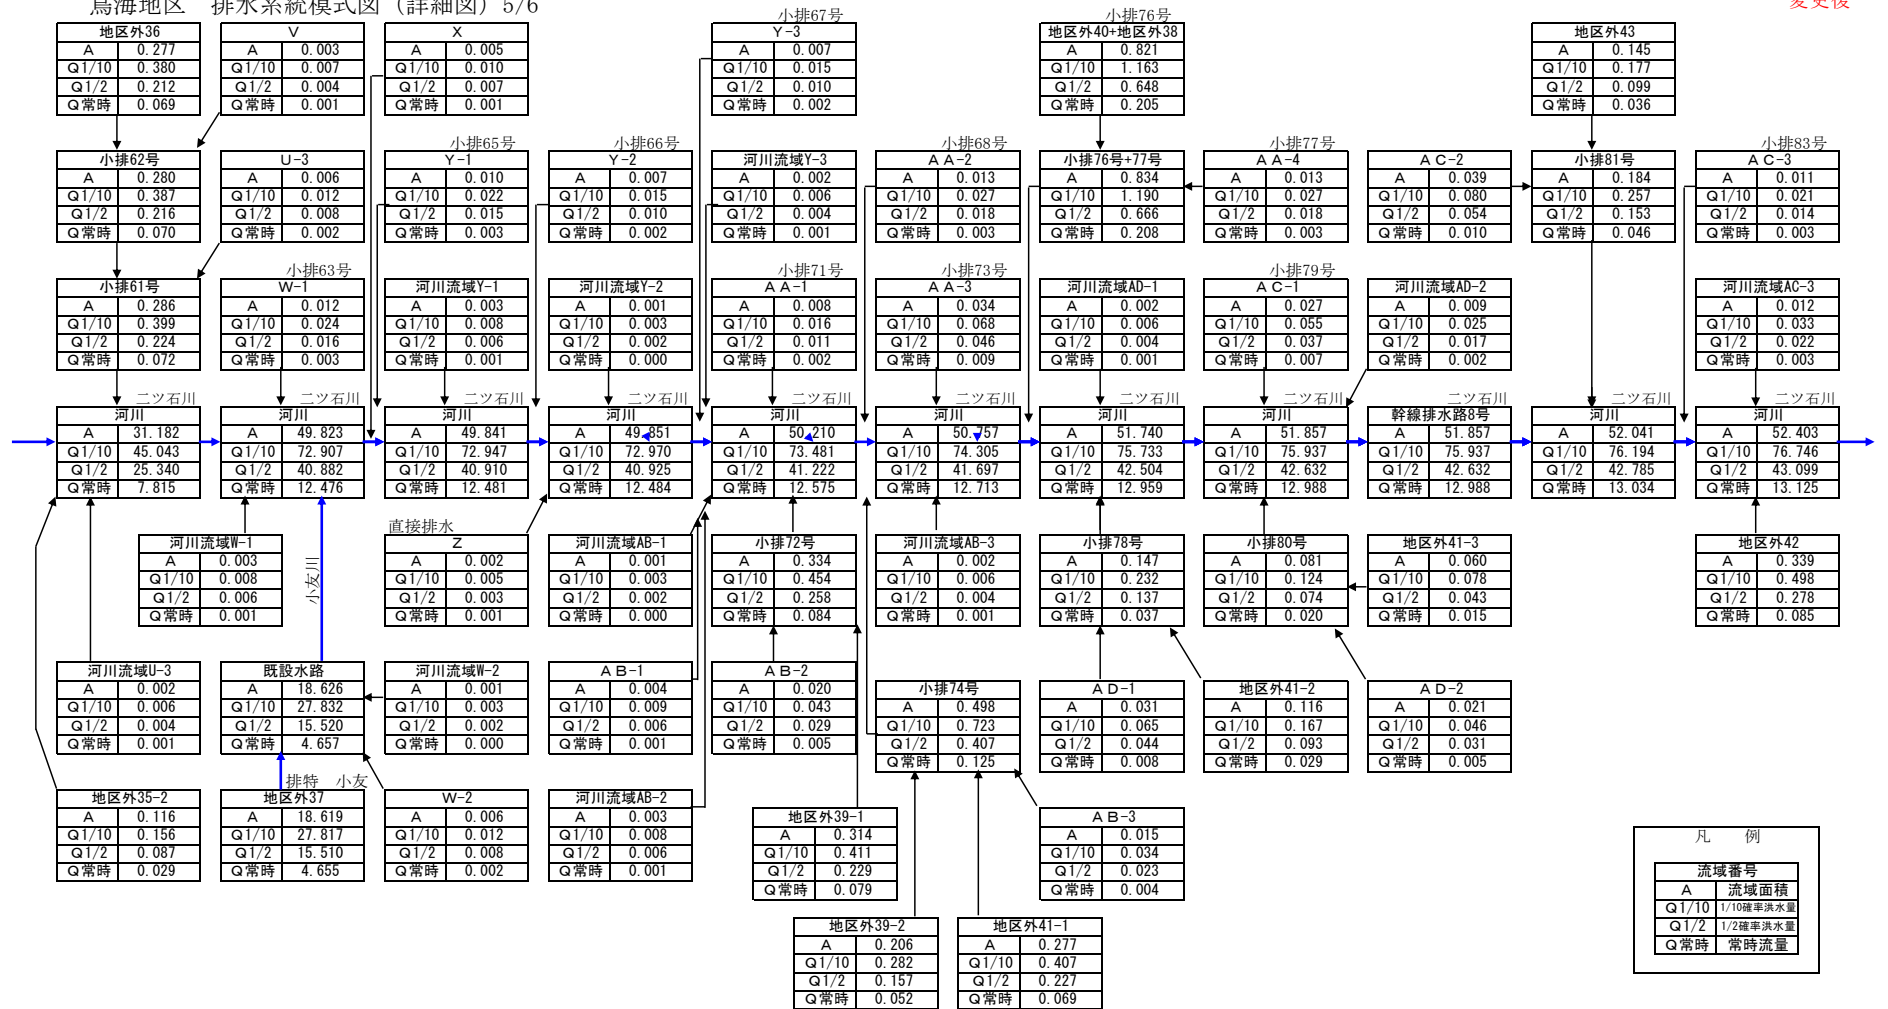 鳥海地区 排水系統模式図（詳細図）5/6
変更後
小排67号
小排76号
地区外36
A 0.277
Q1/10 0.380
Q1/2 0.212
Q常時 0.069
V
A 0.003
Q1/10 0.007
Q1/2 0.004
Q常時 0.001
X
A 0.005
Q1/10 0.010
Q1/2 0.007
Q常時 0.001
Y-3
A 0.007
Q1/10 0.015
Q1/2 0.010
Q常時 0.002
地区外40+地区外38
A 0.821
Q1/10 1.163
Q1/2 0.648
Q常時 0.205
地区外43
A 0.145
Q1/10 0.177
Q1/2 0.099
Q常時 0.036
小排65号
小排66号
小排68号
小排77号
小排83号
小排62号
A 0.280
Q1/10 0.387
Q1/2 0.216
Q常時 0.070
U-3
A 0.006
Q1/10 0.012
Q1/2 0.008
Q常時 0.002
Y-1
A 0.010
Q1/10 0.022
Q1/2 0.015
Q常時 0.003
Y-2
A 0.007
Q1/10 0.015
Q1/2 0.010
Q常時 0.002
河川流域Y-3
A 0.002
Q1/10 0.006
Q1/2 0.004
Q常時 0.001
AA-2
A 0.013
Q1/10 0.027
Q1/2 0.018
Q常時 0.003
小排76号+77号
A 0.834
Q1/10 1.190
Q1/2 0.666
Q常時 0.208
AA-4
A 0.013
Q1/10 0.027
Q1/2 0.018
Q常時 0.003
AC-2
A 0.039
Q1/10 0.080
Q1/2 0.054
Q常時 0.010
小排81号
A 0.184
Q1/10 0.257
Q1/2 0.153
Q常時 0.046
AC-3
A 0.011
Q1/10 0.021
Q1/2 0.014
Q常時 0.003
小排63号
小排71号
小排73号
小排79号
小排61号
A 0.286
Q1/10 0.399
Q1/2 0.224
Q常時 0.072
W-1
A 0.012
Q1/10 0.024
Q1/2 0.016
Q常時 0.003
河川流域Y-1
A 0.003
Q1/10 0.008
Q1/2 0.006
Q常時 0.001
河川流域Y-2
A 0.001
Q1/10 0.003
Q1/2 0.002
Q常時 0.000
AA-1
A 0.008
Q1/10 0.016
Q1/2 0.011
Q常時 0.002
AA-3
A 0.034
Q1/10 0.068
Q1/2 0.046
Q常時 0.009
河川流域AD-1
A 0.002
Q1/10 0.006
Q1/2 0.004
Q常時 0.001
AC-1
A 0.027
Q1/10 0.055
Q1/2 0.037
Q常時 0.007
河川流域AD-2
A 0.009
Q1/10 0.025
Q1/2 0.017
Q常時 0.002
河川流域AC-3
A 0.012
Q1/10 0.033
Q1/2 0.022
Q常時 0.003
二ツ石川
河川
A 31.182
Q1/10 45.043
Q1/2 25.340
Q常時 7.815
二ツ石川
河川
A 49.823
Q1/10 72.907
Q1/2 40.882
Q常時 12.476
二ツ石川
河川
A 49.841
Q1/10 72.947
Q1/2 40.910
Q常時 12.481
二ツ石川
河川
A 49.851
Q1/10 72.970
Q1/2 40.925
Q常時 12.484
二ツ石川
河川
A 50.210
Q1/10 73.481
Q1/2 41.222
Q常時 12.575
二ツ石川
河川
A 50.757
Q1/10 74.305
Q1/2 41.697
Q常時 12.713
二ツ石川
河川
A 51.740
Q1/10 75.733
Q1/2 42.504
Q常時 12.959
二ツ石川
河川
A 51.857
Q1/10 75.937
Q1/2 42.632
Q常時 12.988
二ツ石川
幹線排水路8号
A 51.857
Q1/10 75.937
Q1/2 42.632
Q常時 12.988
二ツ石川
河川
A 52.041
Q1/10 76.194
Q1/2 42.785
Q常時 13.034
二ツ石川
河川
A 52.403
Q1/10 76.746
Q1/2 43.099
Q常時 13.125
直接排水
小友川
河川流域W-1
A 0.003
Q1/10 0.008
Q1/2 0.006
Q常時 0.001
Z
A 0.002
Q1/10 0.005
Q1/2 0.003
Q常時 0.001
河川流域AB-1
A 0.001
Q1/10 0.003
Q1/2 0.002
Q常時 0.000
小排72号
A 0.334
Q1/10 0.454
Q1/2 0.258
Q常時 0.084
河川流域AB-3
A 0.002
Q1/10 0.006
Q1/2 0.004
Q常時 0.001
小排78号
A 0.147
Q1/10 0.232
Q1/2 0.137
Q常時 0.037
小排80号
A 0.081
Q1/10 0.124
Q1/2 0.074
Q常時 0.020
地区外41-3
A 0.060
Q1/10 0.078
Q1/2 0.043
Q常時 0.015
地区外42
A 0.339
Q1/10 0.498
Q1/2 0.278
Q常時 0.085
河川流域U-3
A 0.002
Q1/10 0.006
Q1/2 0.004
Q常時 0.001
既設水路
A 18.626
Q1/10 27.832
Q1/2 15.520
Q常時 4.657
河川流域W-2
A 0.001
Q1/10 0.003
Q1/2 0.002
Q常時 0.000
AB-1
A 0.004
Q1/10 0.009
Q1/2 0.006
Q常時 0.001
AB-2
A 0.020
Q1/10 0.043
Q1/2 0.029
Q常時 0.005
小排74号
A 0.498
Q1/10 0.723
Q1/2 0.407
Q常時 0.125
AD-1
A 0.031
Q1/10 0.065
Q1/2 0.044
Q常時 0.008
地区外41-2
A 0.116
Q1/10 0.167
Q1/2 0.093
Q常時 0.029
AD-2
A 0.021
Q1/10 0.046
Q1/2 0.031
Q常時 0.005
排特 小友
地区外35-2
A 0.116
Q1/10 0.156
Q1/2 0.087
Q常時 0.029
地区外37
A 18.619
Q1/10 27.817
Q1/2 15.510
Q常時 4.655
W-2
A 0.006
Q1/10 0.012
Q1/2 0.008
Q常時 0.002
河川流域AB-2
A 0.003
Q1/10 0.008
Q1/2 0.006
Q常時 0.001
地区外39-1
A 0.314
Q1/10 0.411
Q1/2 0.229
Q常時 0.079
AB-3
A 0.015
Q1/10 0.034
Q1/2 0.023
Q常時 0.004
地区外39-2
A 0.206
Q1/10 0.282
Q1/2 0.157
Q常時 0.052
地区外41-1
A 0.277
Q1/10 0.407
Q1/2 0.227
Q常時 0.069
凡 例
流域番号
A 流域面積
Q1/10 1/10確率洪水量
Q1/2 1/2確率洪水量
Q常時 常時流量